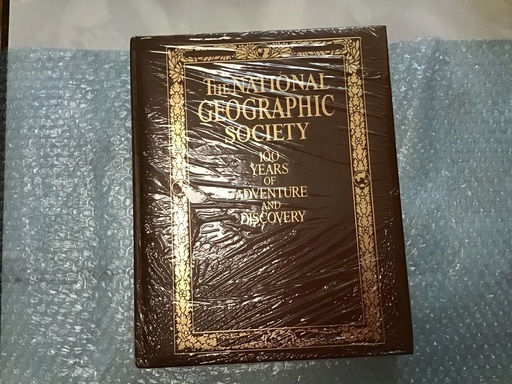 THE NATIONAL
GEOGRAPHIC
SOCIETY
100
YEARS
OF
ADVENTURE
AND
DISCOVERY